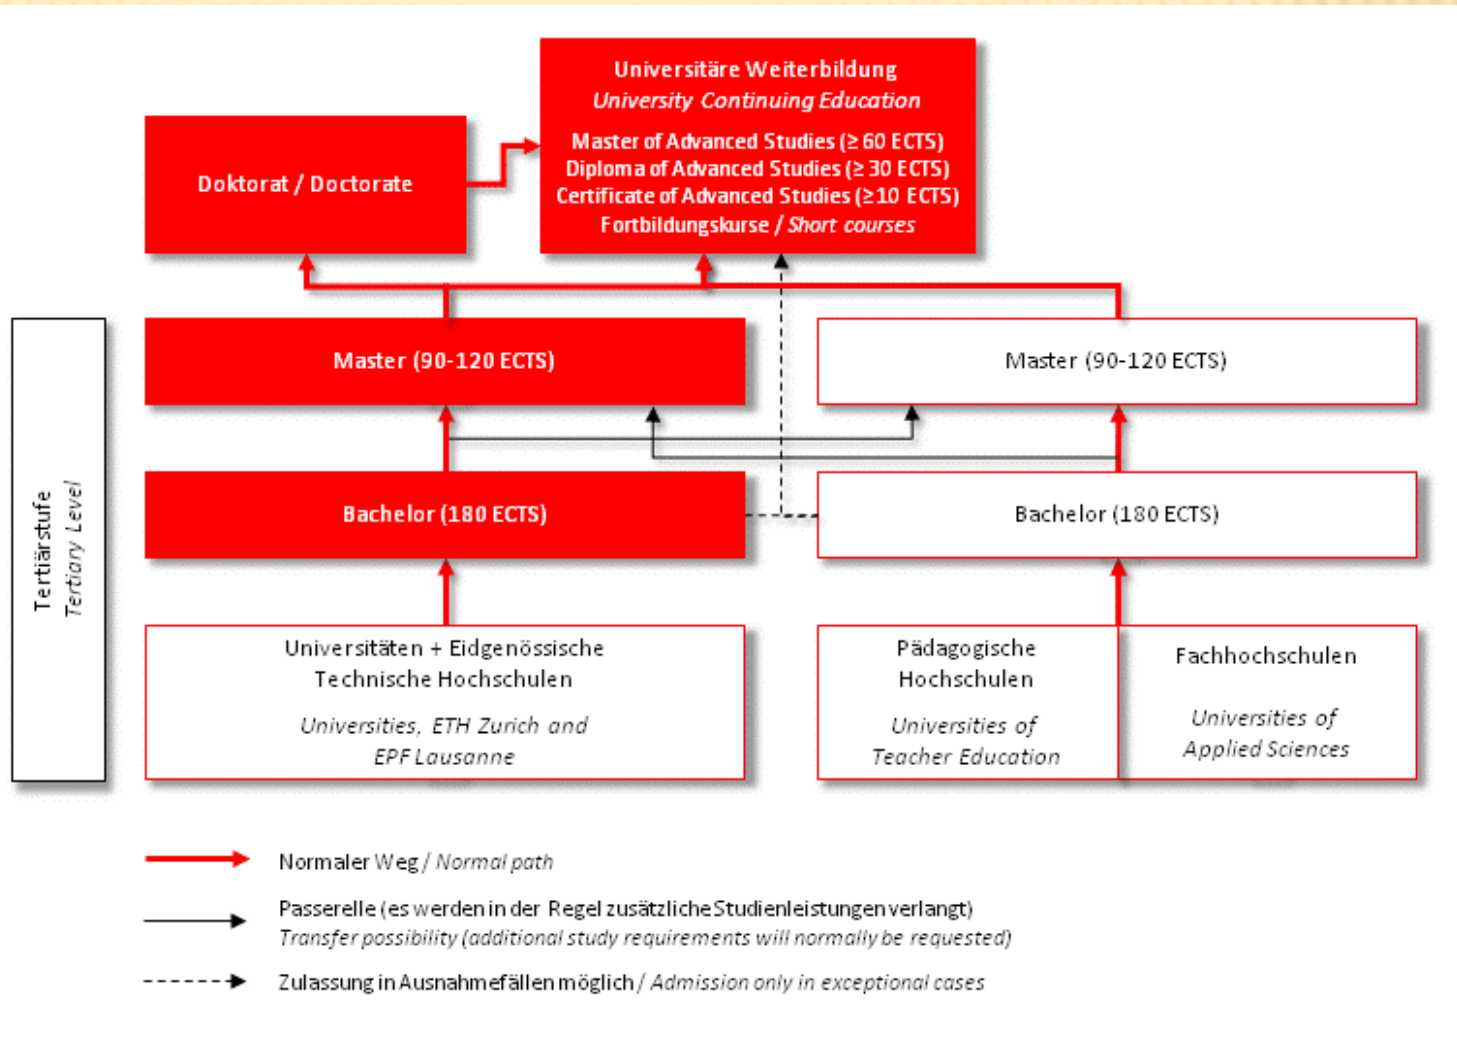 Universitäre Weiterbildung
University Continuing Education
Master of Advanced Studies (≥ 60 ECTS)
Diploma of Advanced Studies (≥ 30 ECTS)
Certificate of Advanced Studies (≥10 ECTS)
Fortbildungskurse / Short courses
Doktorat / Doctorate
Master (90-120 ECTS)
Master (90-120 ECTS)
Bachelor (180 ECTS)
Bachelor (180 ECTS)
Tertiärstufe
Tertiary Level
Universitäten + Eidgenössische
Technische Hochschulen
Universities, ETH Zurich and
EPF Lausanne
Pädagogische
Hochschulen
Universities of
Teacher Education
Fachhochschulen
Universities of
Applied Sciences
Normaler Weg / Normal path
Passerelle (es werden in der Regel zusätzliche Studienleistungen verlangt)
Transfer possibility (additional study requirements will normally be requested)
Zulassung in Ausnahmefällen möglich / Admission only in exceptional cases